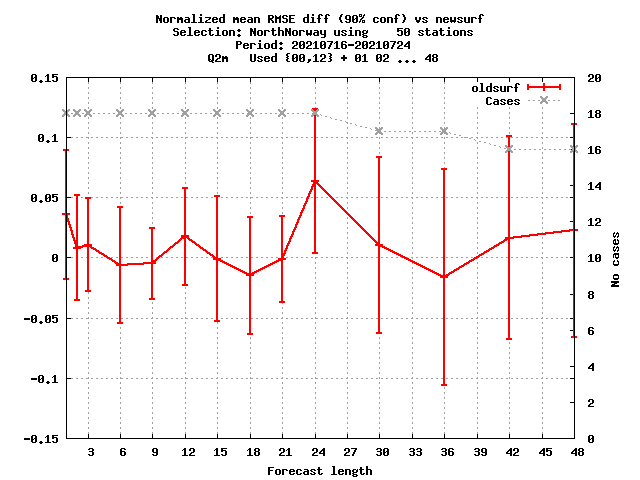 Normalized mean RMSE diff (90% conf) vs newsurf
Selection: NorthNorway using    50 stations
Period: 20210716-20210724
Q2m   Used {00,12} + 01 02 ... 48
0.15
0.1
0.05
0
-0.05
-0.1
-0.15
20
18
16
14
12
10
8
6
4
2
0
oldsurf
Cases
No cases
3 6 9 12 15 18 21 24 27 30 33 36 39 42 45 48
Forecast length